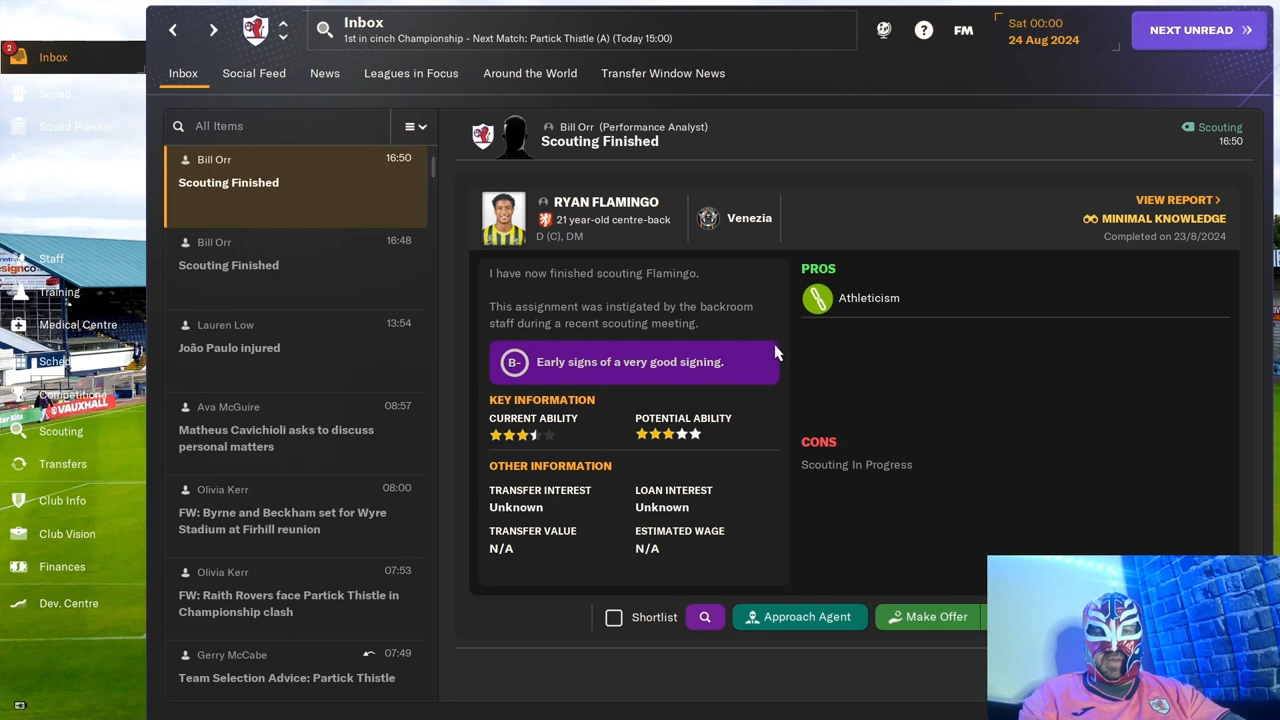 2
Inbox
Squad
Squad Planner
Staff
Training
Medical Centre
Sched
Competitions
VAUXHALL
Scouting
Transfers
Club Info
Club Vision
Finances
Dev. Centre
Inbox
1st in cinch Championship - Next Match: Partick Thistle (A) (Today 15:00)
?
FM
Sat 00:00
24 Aug 2024
NEXT UNREAD
Inbox
Social Feed
News
Leagues in Focus
Around the World
Transfer Window News
All Items
Bill Orr
16:50
Scouting Finished
Bill Orr
16:48
Scouting Finished
Lauren Low
13:54
João Paulo injured
Ava McGuire
08:57
Matheus Cavichioli asks to discuss
personal matters
Olivia Kerr
08:00
FW: Byrne and Beckham set for Wyre
Stadium at Firhill reunion
Olivia Kerr
07:53
FW: Raith Rovers face Partick Thistle in
Championship clash
Gerry McCabe
07:49
Team Selection Advice: Partick Thistle
Bill Orr (Performance Analyst)
Scouting Finished
Scouting
16:50
RYAN FLAMINGO
21 year-old centre-back
D (C), DM
Venezia
VIEW REPORT >
MINIMAL KNOWLEDGE
Completed on 23/8/2024
I have now finished scouting Flamingo.
This assignment was instigated by the backroom
staff during a recent scouting meeting.
B-
Early signs of a very good signing.
KEY INFORMATION
CURRENT ABILITY
POTENTIAL ABILITY
OTHER INFORMATION
TRANSFER INTEREST
LOAN INTEREST
Unknown
Unknown
TRANSFER VALUE
ESTIMATED WAGE
N/A
N/A
PROS
Athleticism
CONS
Scouting In Progress
Shortlist
Approach Agent
Make Offer